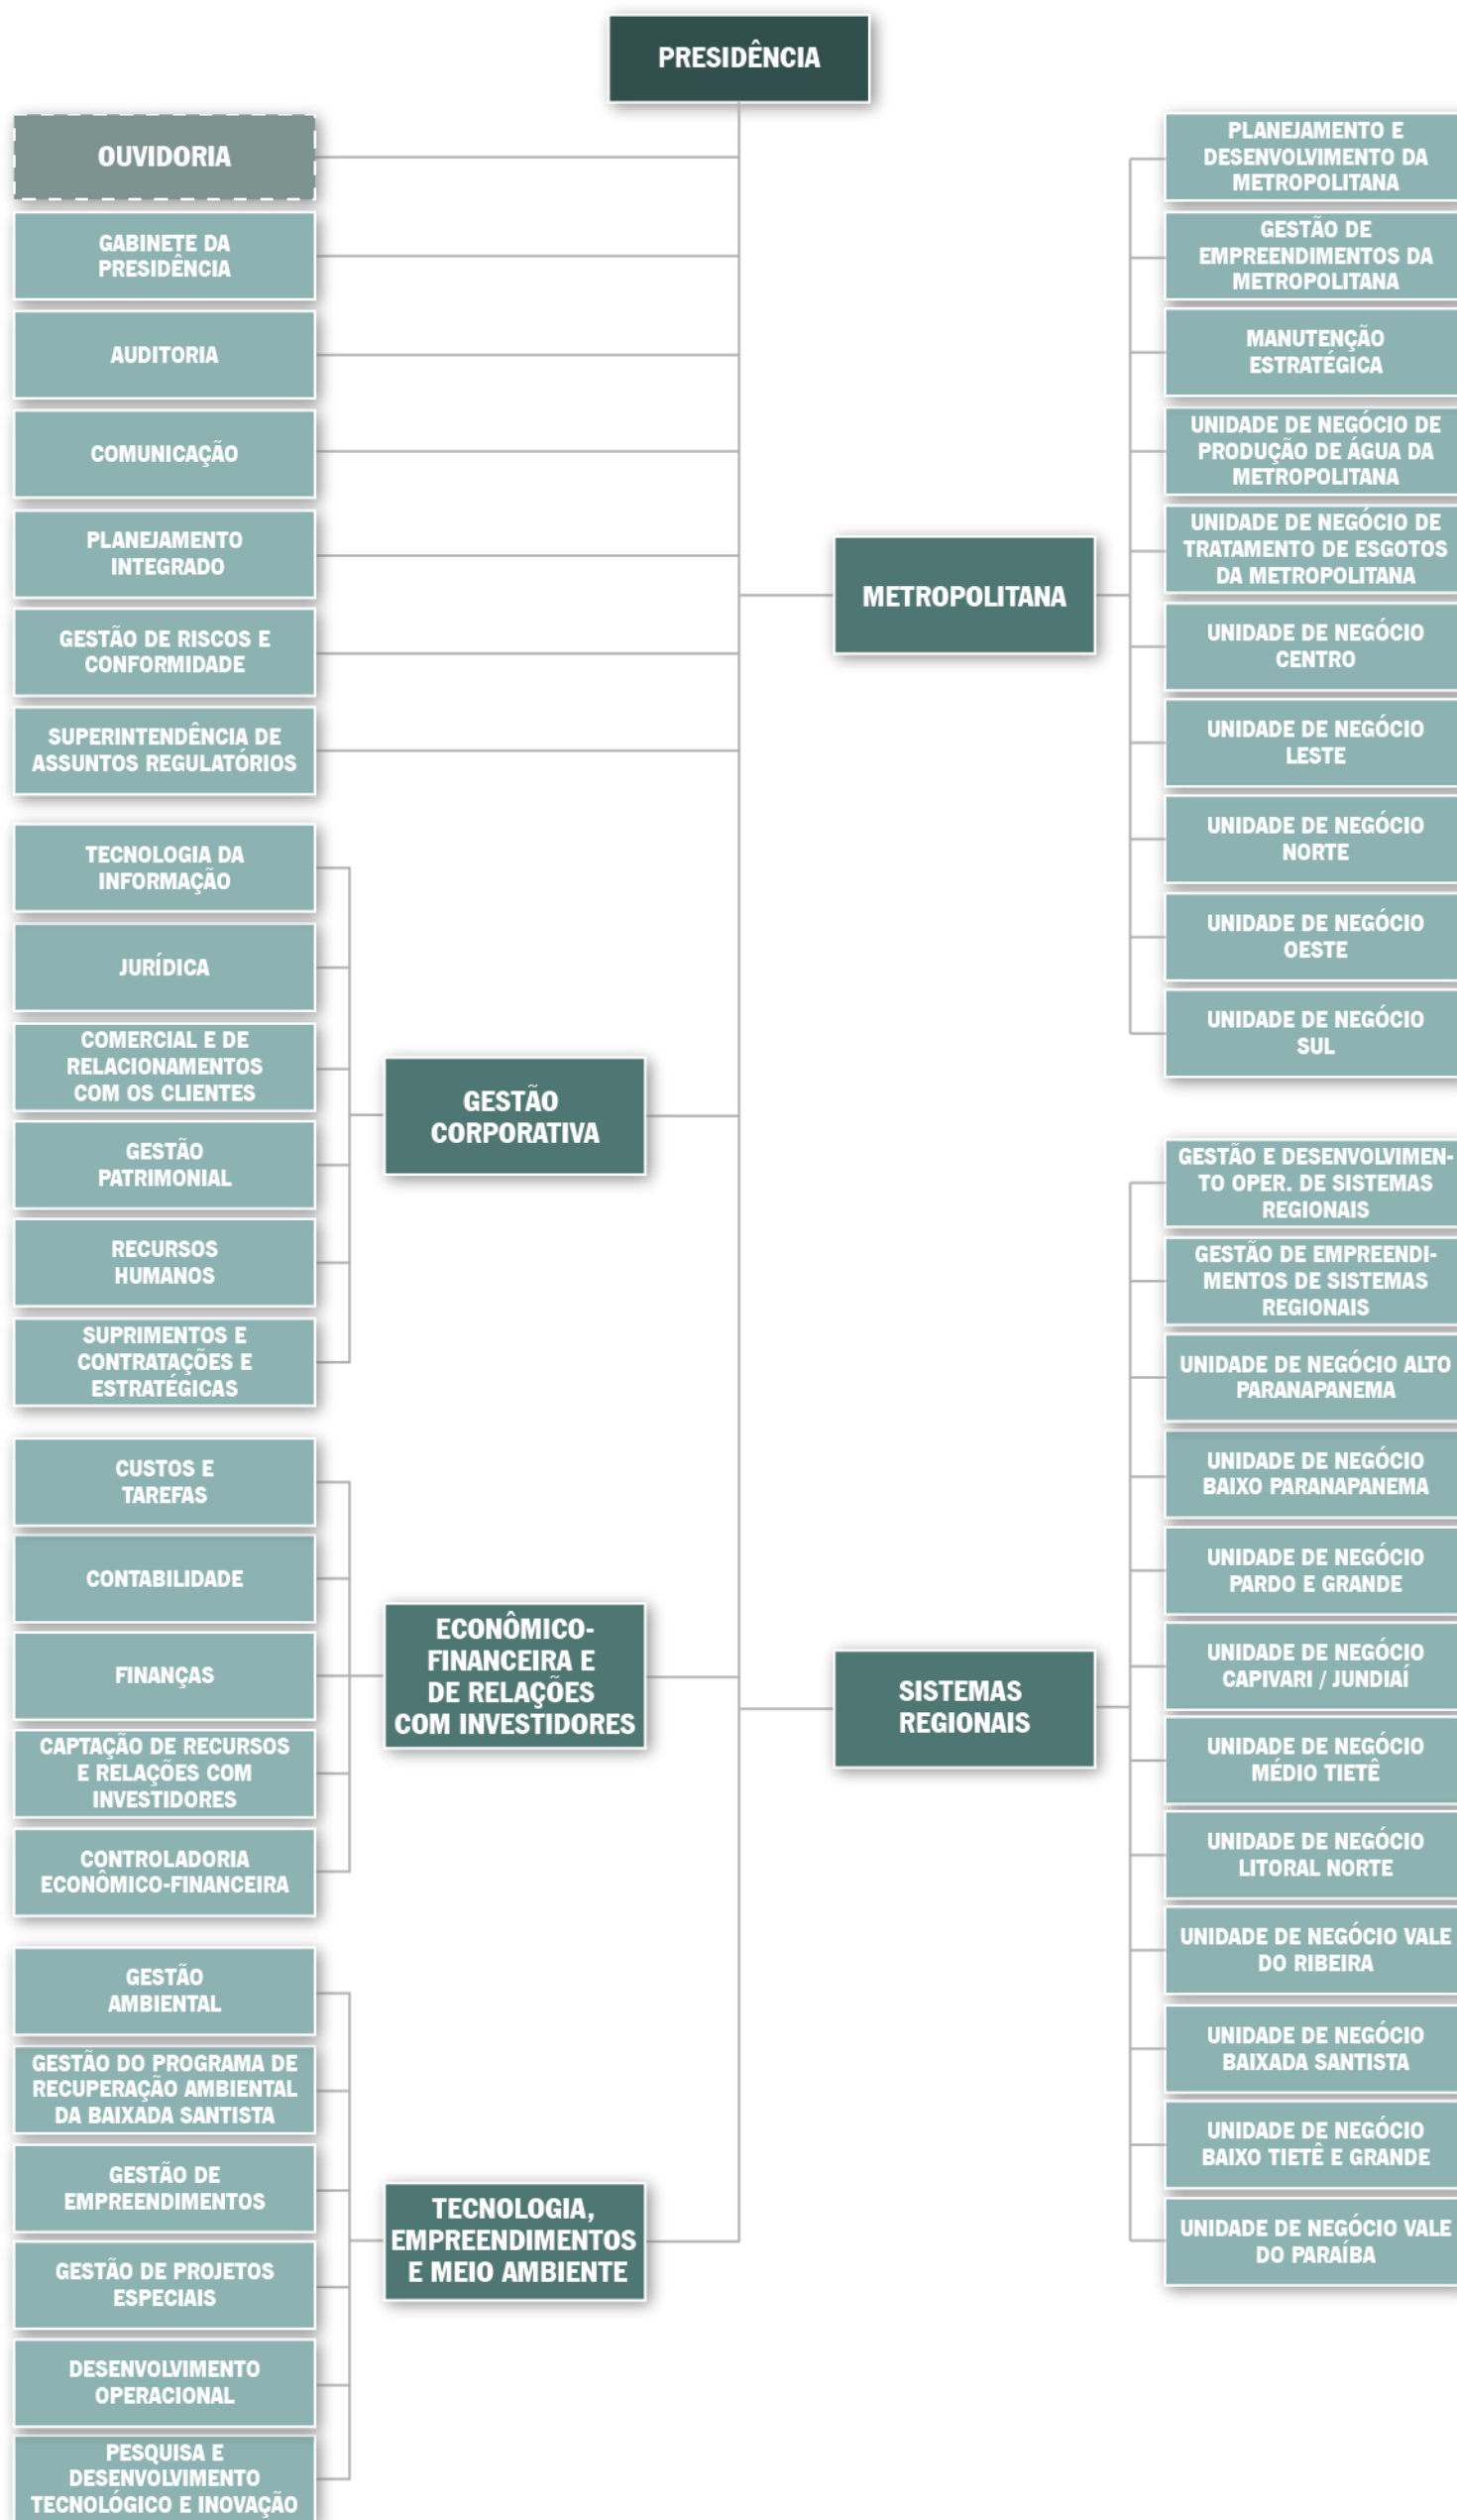 PRESIDÊNCIA
OUVIDORIA
GABINETE DA
PRESIDÊNCIA
AUDITORIA
COMUNICAÇÃO
PLANEJAMENTO
INTEGRADO
GESTÃO DE RISCOS E
CONFORMIDADE
SUPERINTENDÊNCIA DE
ASSUNTOS REGULATÓRIOS
METROPOLITANA
PLANEJAMENTO E
DESENVOLVIMENTO DA
METROPOLITANA
GESTÃO DE
EMPREENDIMENTOS DA
METROPOLITANA
MANUTENÇÃO
ESTRATÉGICA
UNIDADE DE NEGÓCIO DE
PRODUÇÃO DE ÁGUA DA
METROPOLITANA
UNIDADE DE NEGÓCIO DE
TRATAMENTO DE ESGOTOS
DA METROPOLITANA
UNIDADE DE NEGÓCIO
CENTRO
UNIDADE DE NEGÓCIO
LESTE
UNIDADE DE NEGÓCIO
NORTE
UNIDADE DE NEGÓCIO
OESTE
UNIDADE DE NEGÓCIO
SUL
GESTÃO
CORPORATIVA
TECNOLOGIA DA
INFORMAÇÃO
JURÍDICA
COMERCIAL E DE
RELACIONAMENTOS
COM OS CLIENTES
GESTÃO
PATRIMONIAL
RECURSOS
HUMANOS
SUPRIMENTOS E
CONTRATAÇÕES E
ESTRATÉGICAS
ECONÔMICO-
FINANCEIRA E
DE RELAÇÕES
COM INVESTIDORES
CUSTOS E
TAREFAS
CONTABILIDADE
FINANÇAS
CAPTAÇÃO DE RECURSOS
E RELAÇÕES COM
INVESTIDORES
CONTROLADORIA
ECONÔMICO-FINANCEIRA
SISTEMAS
REGIONAIS
GESTÃO E DESENVOLVIMEN-
TO OPER. DE SISTEMAS
REGIONAIS
GESTÃO DE EMPREENDI-
MENTOS DE SISTEMAS
REGIONAIS
UNIDADE DE NEGÓCIO ALTO
PARANAPANEMA
UNIDADE DE NEGÓCIO
BAIXO PARANAPANEMA
UNIDADE DE NEGÓCIO
PARDO E GRANDE
UNIDADE DE NEGÓCIO
CAPIVARI / JUNDIAÍ
UNIDADE DE NEGÓCIO
MÉDIO TIETÊ
UNIDADE DE NEGÓCIO
LITORAL NORTE
UNIDADE DE NEGÓCIO VALE
DO RIBEIRA
UNIDADE DE NEGÓCIO
BAIXADA SANTISTA
UNIDADE DE NEGÓCIO
BAIXO TIETÊ E GRANDE
UNIDADE DE NEGÓCIO VALE
DO PARAÍBA
TECNOLOGIA,
EMPREENDIMENTOS
E MEIO AMBIENTE
GESTÃO
AMBIENTAL
GESTÃO DO PROGRAMA DE
RECUPERAÇÃO AMBIENTAL
DA BAIXADA SANTISTA
GESTÃO DE
EMPREENDIMENTOS
GESTÃO DE PROJETOS
ESPECIAIS
DESENVOLVIMENTO
OPERACIONAL
PESQUISA E
DESENVOLVIMENTO
TECNOLÓGICO E INOVAÇÃO